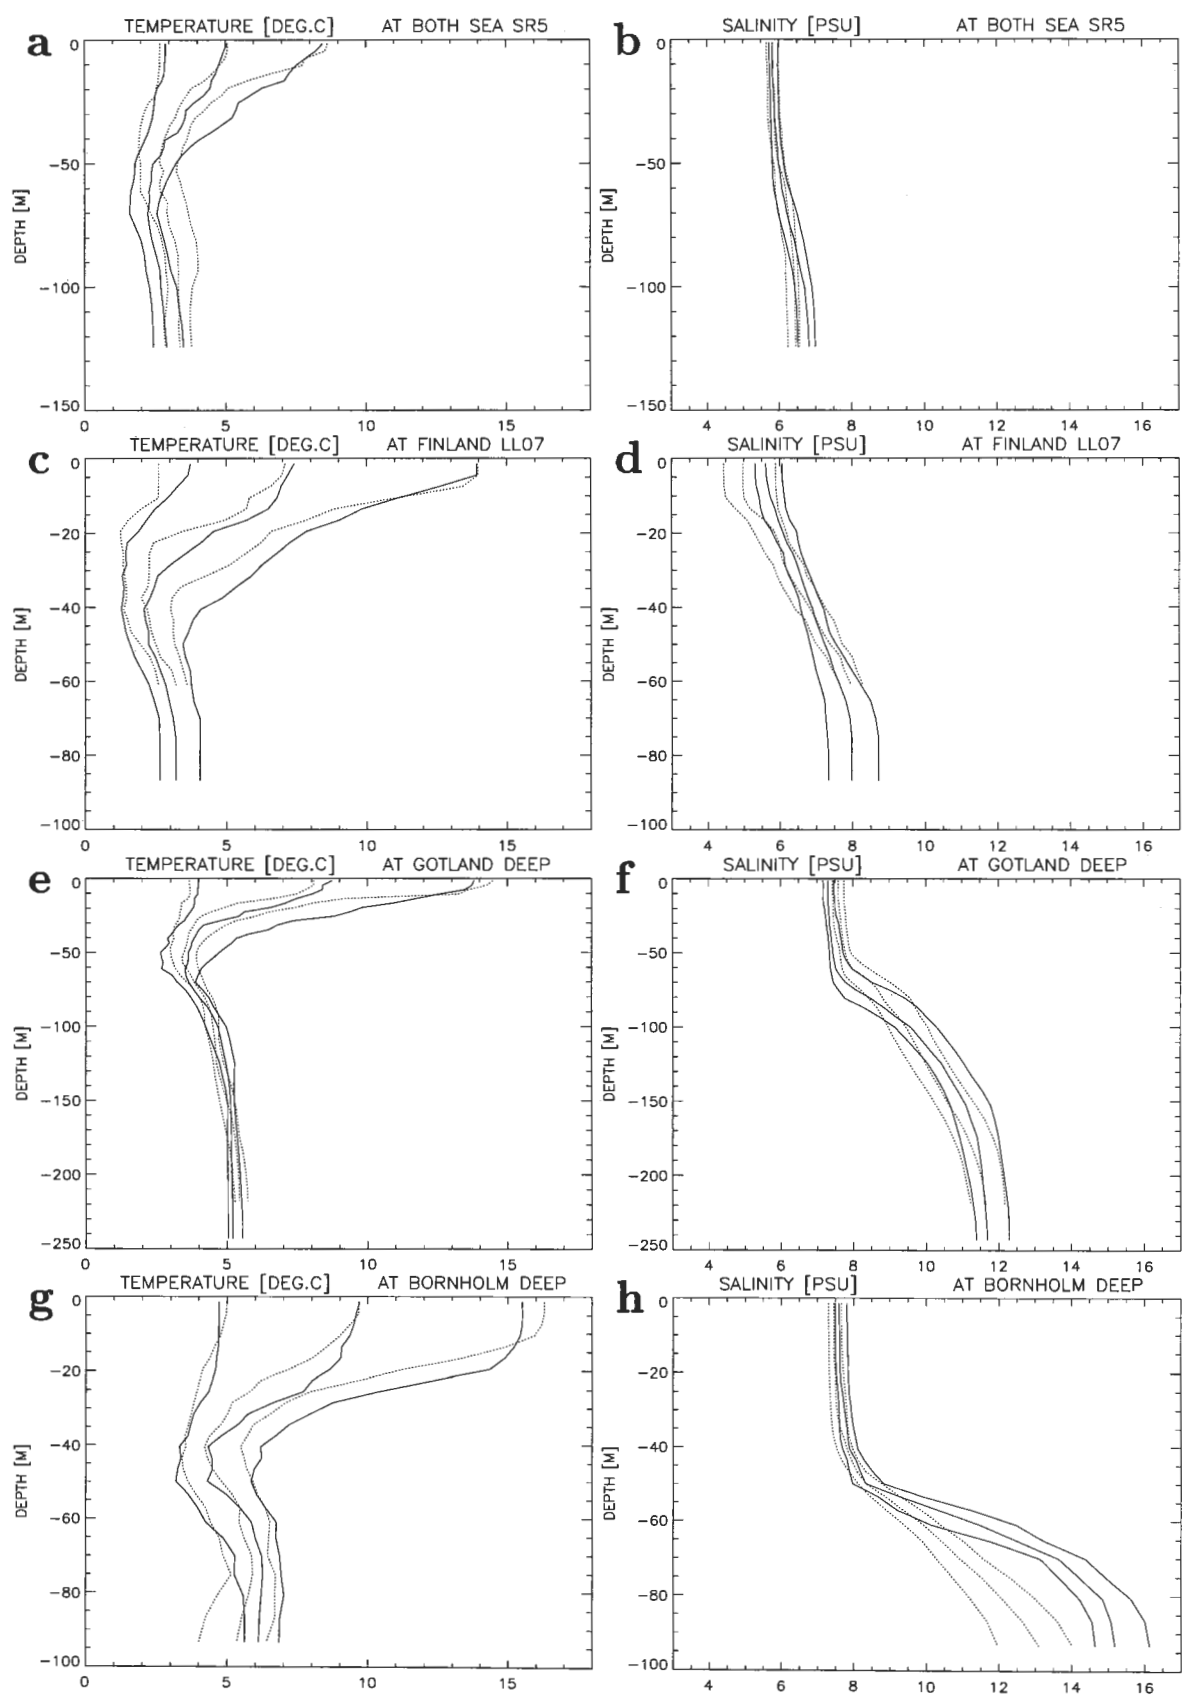 a TEMPERATURE [DEG.C] AT BOTH SEA SR5
0
−50
−100
−150
DEPTH [M]
0 5 10 15
b SALINITY [PSU] AT BOTH SEA SR5
0
−50
−100
−150
DEPTH [M]
4 6 8 10 12 14 16
c TEMPERATURE [DEG.C] AT FINLAND LL07
0
−20
−40
−60
−80
−100
DEPTH [M]
0 5 10 15
d SALINITY [PSU] AT FINLAND LL07
0
−20
−40
−60
−80
−100
DEPTH [M]
4 6 8 10 12 14 16
e TEMPERATURE [DEG.C] AT GOTLAND DEEP
0
−50
−100
−150
−200
−250
DEPTH [M]
0 5 10 15
f SALINITY [PSU] AT GOTLAND DEEP
0
−50
−100
−150
−200
−250
DEPTH [M]
4 6 8 10 12 14 16
g TEMPERATURE [DEG.C] AT BORNHOLM DEEP
0
−20
−40
−60
−80
−100
DEPTH [M]
0 5 10 15
h SALINITY [PSU] AT BORNHOLM DEEP
0
−20
−40
−60
−80
−100
DEPTH [M]
4 6 8 10 12 14 16